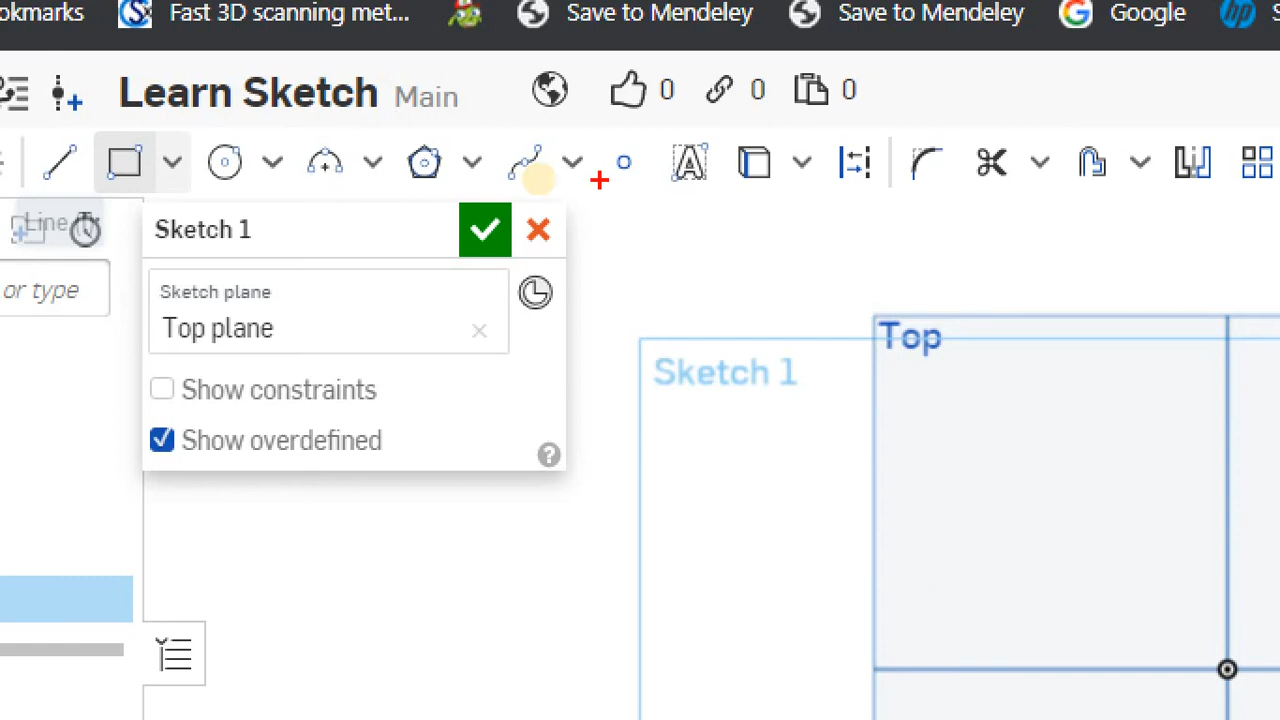 okmarks Fast 3D scanning met... Save to Mendeley Save to Mendeley Google
Learn Sketch Main 0 0 0
Line
Sketch 1
or type
Sketch plane
Top plane
Show constraints
Show overdefined
Top
Sketch 1